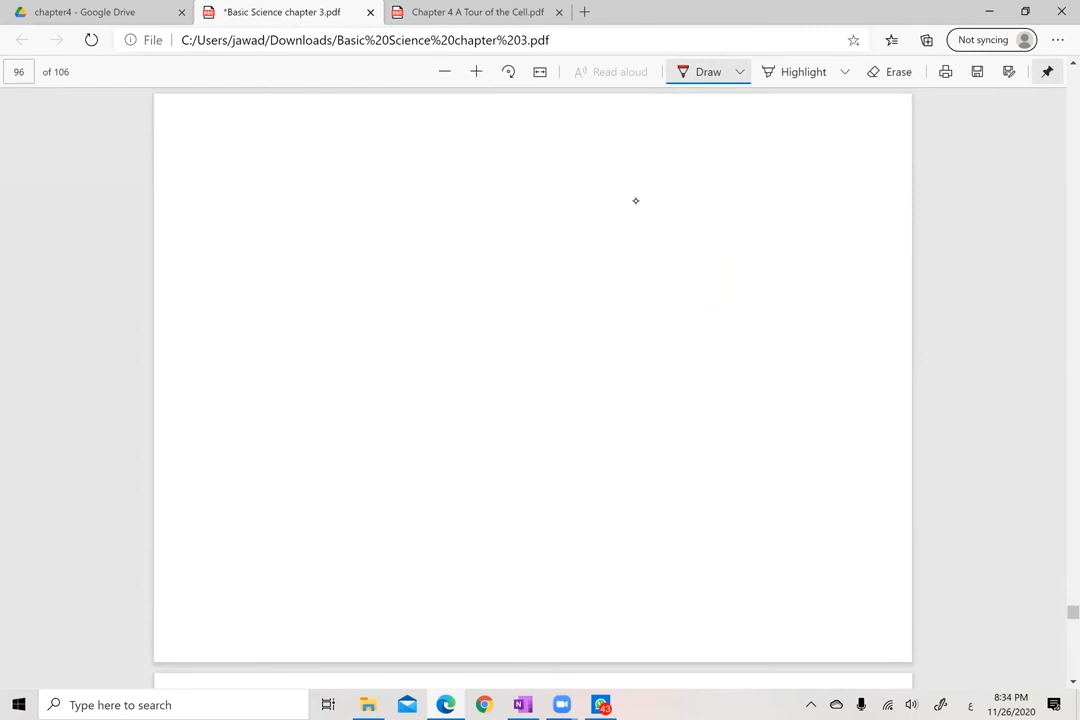 chapter4 - Google Drive
*Basic Science chapter 3.pdf
Chapter 4 A Tour of the Cell.pdf
File
C:/Users/jawad/Downloads/Basic%20Science%20chapter%203.pdf
Not syncing
96 of 106
Read aloud
Draw
Highlight
Erase
Type here to search
43
ع
8:34 PM
11/26/2020